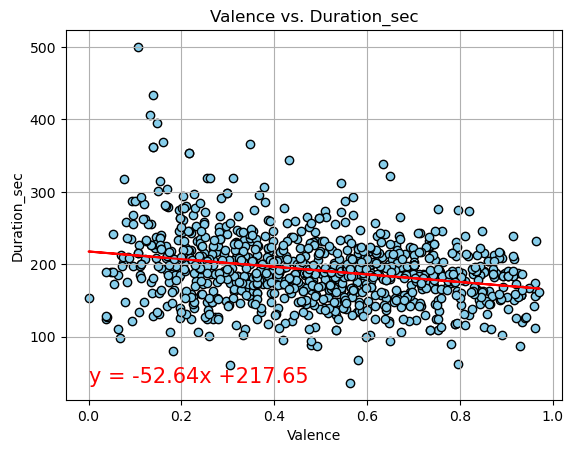 Valence vs. Duration_sec
500
400
300
200
100
Duration_sec
y = -52.64x +217.65
0.0 0.2 0.4 0.6 0.8 1.0
Valence